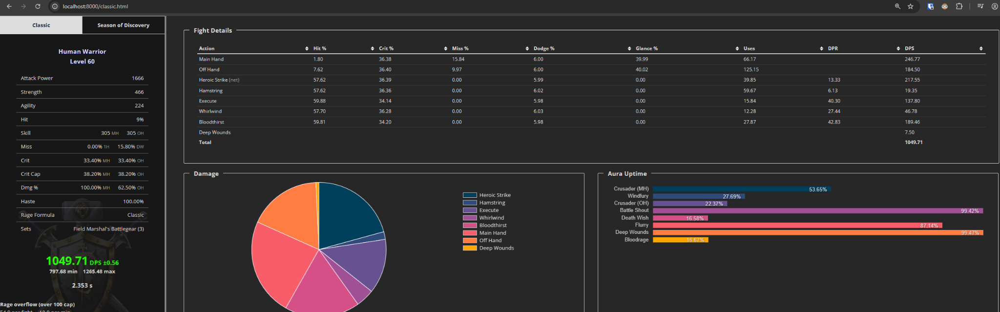 localhost:8000/classic.html
Classic Season of Discovery
Human Warrior
Level 60
Attack Power 1666
Strength 466
Agility 224
Hit 9%
Skill 305 MH 305 OH
Miss 0.00% 1H 15.80% DW
Crit 33.40% MH 33.40% OH
Crit Cap 38.20% MH 38.20% OH
Dmg % 100.00% MH 62.50% OH
Haste 100.00%
Rage Formula Classic
Sets Field Marshal's Battlegear (3)
1049.71 DPS ±0.56
797.68 min 1265.48 max
2.353 s
Rage overflow (over 100 cap)
Fight Details
Action Hit % Crit % Miss % Dodge % Glance % Uses DPR DPS
Main Hand 1.80 36.38 15.84 6.00 39.99 66.17 246.77
Off Hand 7.62 36.40 9.97 6.00 40.02 125.15 184.50
Heroic Strike (net) 57.62 36.39 0.00 5.99 0.00 39.85 13.33 217.55
Hamstring 57.62 36.36 0.00 6.02 0.00 59.67 6.13 19.35
Execute 59.88 34.14 0.00 5.98 0.00 15.84 40.30 137.80
Whirlwind 57.70 36.28 0.00 6.03 0.00 12.28 27.44 46.78
Bloodthirst 59.81 34.20 0.00 5.98 0.00 27.87 42.83 189.46
Deep Wounds 7.50
Total 1049.71
Damage
Heroic Strike
Hamstring
Execute
Whirlwind
Bloodthirst
Main Hand
Off Hand
Deep Wounds
Aura Uptime
Crusader (MH) 53.65%
Windfury 27.69%
Crusader (OH) 22.37%
Battle Shout 99.42%
Death Wish 16.58%
Flurry 87.14%
Deep Wounds 99.47%
Bloodrage 16.67%